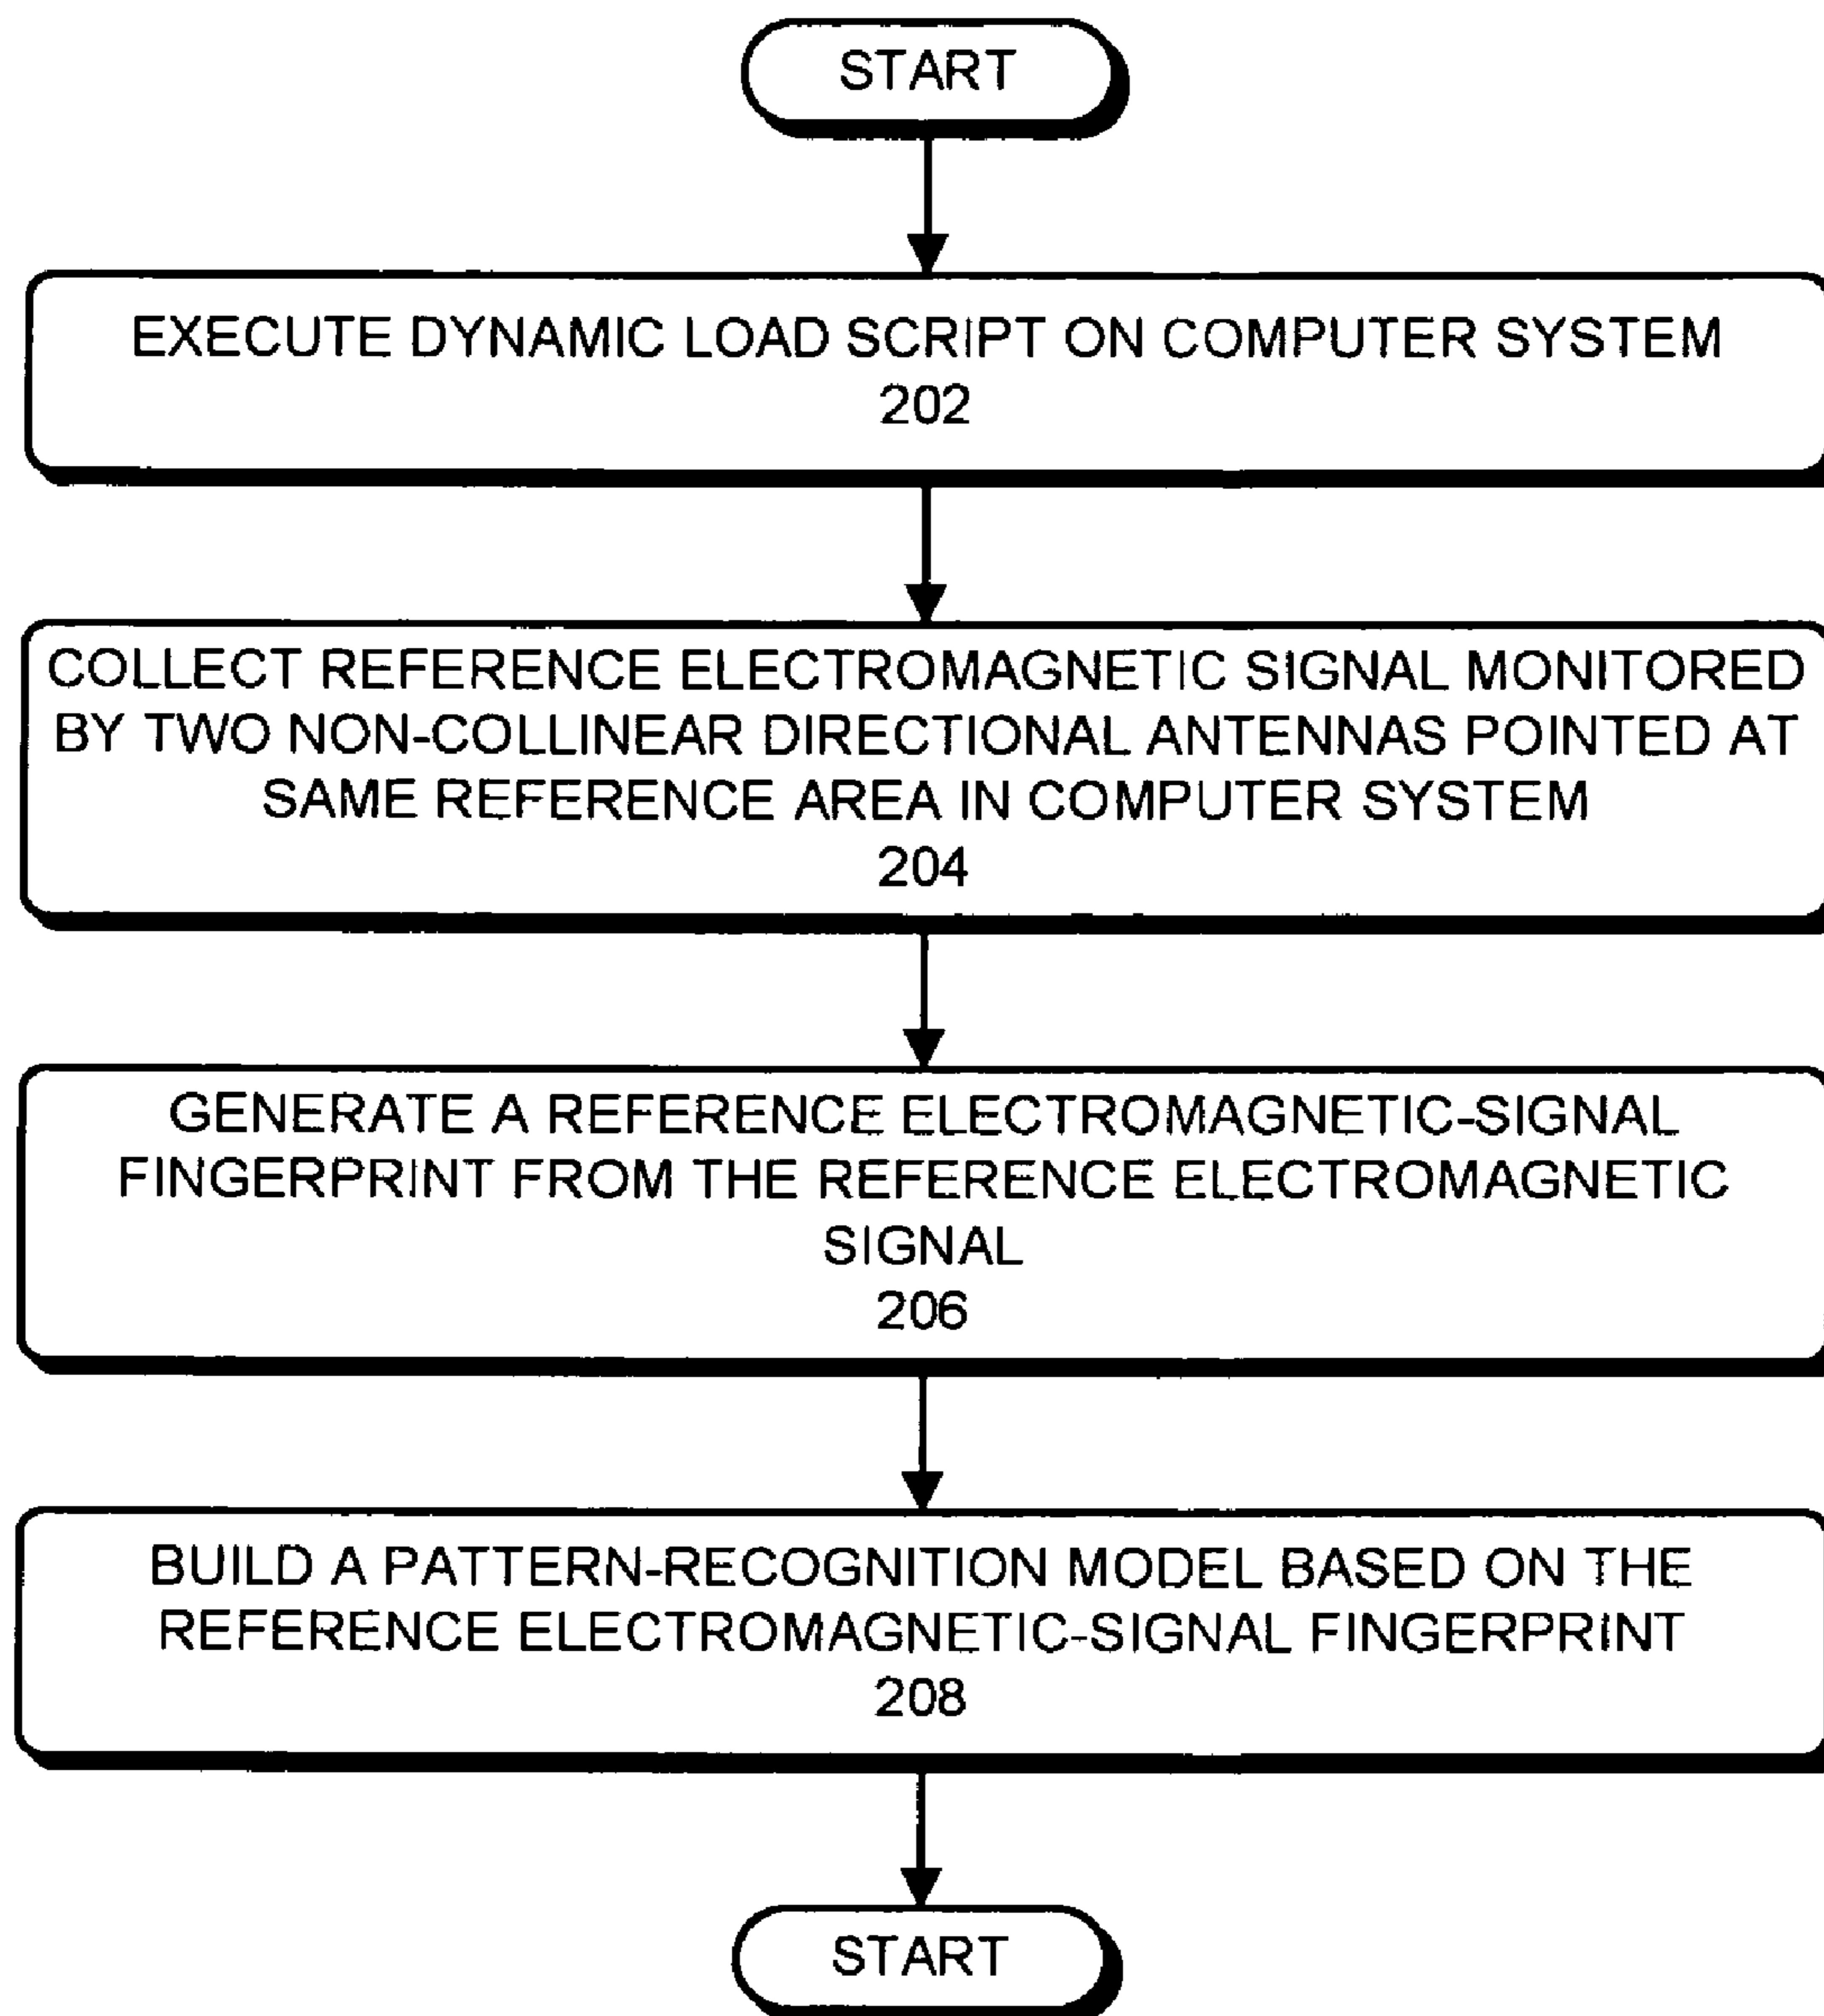 START
EXECUTE DYNAMIC LOAD SCRIPT ON COMPUTER SYSTEM
202
COLLECT REFERENCE ELECTROMAGNETIC SIGNAL MONITORED
BY TWO NON-COLLINEAR DIRECTIONAL ANTENNAS POINTED AT
SAME REFERENCE AREA IN COMPUTER SYSTEM
204
GENERATE A REFERENCE ELECTROMAGNETIC-SIGNAL
FINGERPRINT FROM THE REFERENCE ELECTROMAGNETIC
SIGNAL
206
BUILD A PATTERN-RECOGNITION MODEL BASED ON THE
REFERENCE ELECTROMAGNETIC-SIGNAL FINGERPRINT
208
START